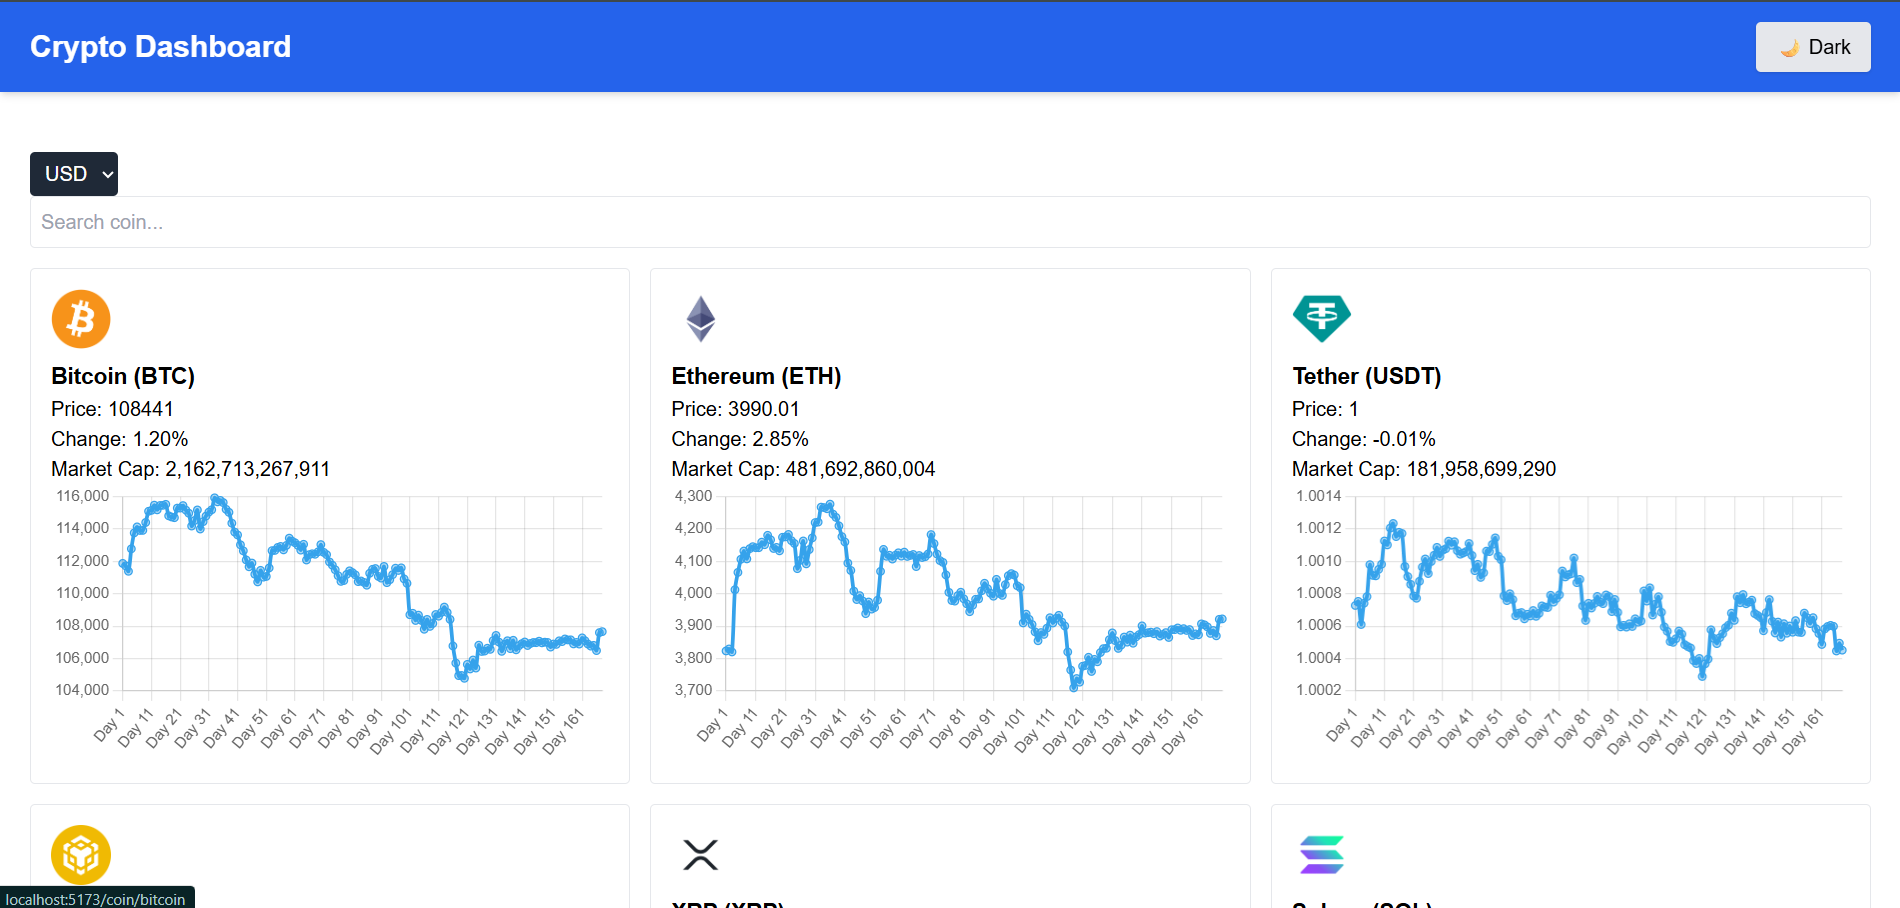 Crypto Dashboard
🌙 Dark
USD
Search coin...
Bitcoin (BTC)
Price: 108441
Change: 1.20%
Market Cap: 2,162,713,267,911
116,000
114,000
112,000
110,000
108,000
106,000
104,000
Day 1 Day 11 Day 21 Day 31 Day 41 Day 51 Day 61 Day 71 Day 81 Day 91 Day 101 Day 111 Day 121 Day 131 Day 141 Day 151 Day 161
Ethereum (ETH)
Price: 3990.01
Change: 2.85%
Market Cap: 481,692,860,004
4,300
4,200
4,100
4,000
3,900
3,800
3,700
Day 1 Day 11 Day 21 Day 31 Day 41 Day 51 Day 61 Day 71 Day 81 Day 91 Day 101 Day 111 Day 121 Day 131 Day 141 Day 151 Day 161
Tether (USDT)
Price: 1
Change: -0.01%
Market Cap: 181,958,699,290
1.0014
1.0012
1.0010
1.0008
1.0006
1.0004
1.0002
Day 1 Day 11 Day 21 Day 31 Day 41 Day 51 Day 61 Day 71 Day 81 Day 91 Day 101 Day 111 Day 121 Day 131 Day 141 Day 151 Day 161
XRP (XRP)
Solana (SOL)
localhost:5173/coin/bitcoin